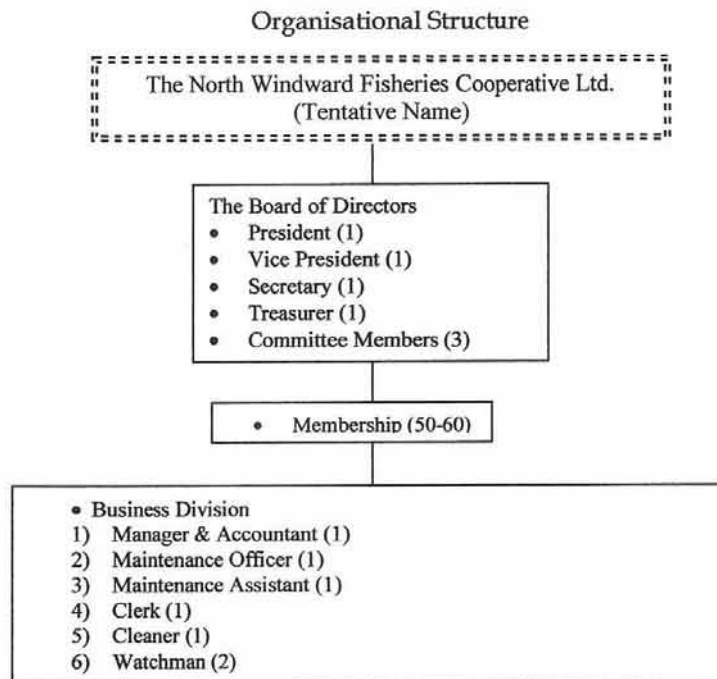 Organisational Structure
The North Windward Fisheries Cooperative Ltd.
(Tentative Name)
The Board of Directors
• President (1)
• Vice President (1)
• Secretary (1)
• Treasurer (1)
• Committee Members (3)
• Membership (50-60)
• Business Division
1) Manager & Accountant (1)
2) Maintenance Officer (1)
3) Maintenance Assistant (1)
4) Clerk (1)
5) Cleaner (1)
6) Watchman (2)